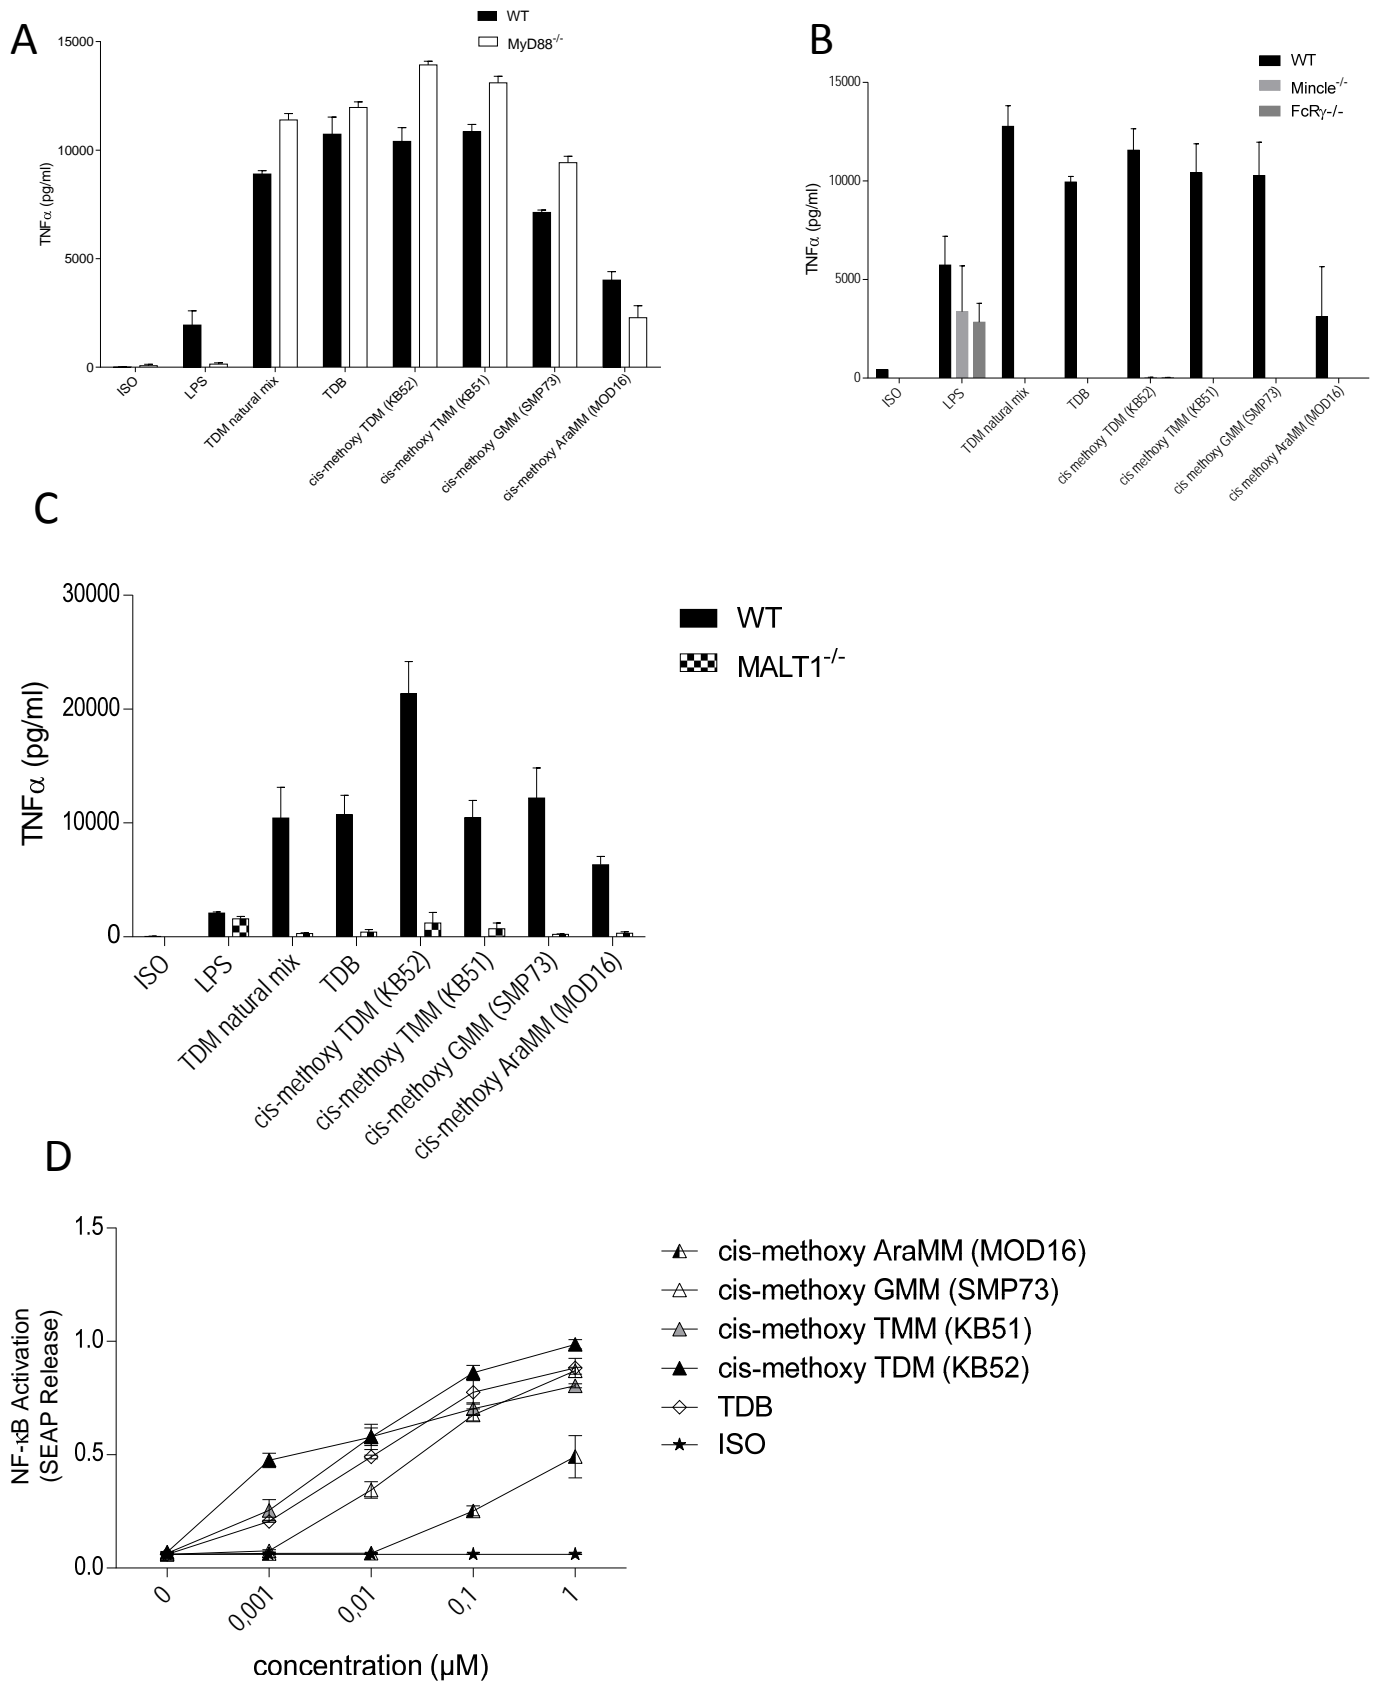 A
WT
MyD88-/-
15000
10000
5000
0
TNFα (pg/ml)
ISO
LPS
TDM natural mix
TDB
cis-methoxy TDM (KB52)
cis-methoxy TMM (KB51)
cis-methoxy GMM (SMP73)
cis-methoxy AraMM (MOD16)
B
WT
Mincle-/-
FcRγ-/-
15000
10000
5000
0
TNFα (pg/ml)
ISO
LPS
TDM natural mix
TDB
cis methoxy TDM (KB52)
cis methoxy TMM (KB51)
cis methoxy GMM (SMP73)
cis methoxy AraMM (MOD16)
C
WT
MALT1-/-
30000
20000
10000
0
TNFα (pg/ml)
ISO
LPS
TDM natural mix
TDB
cis-methoxy TDM (KB52)
cis-methoxy TMM (KB51)
cis-methoxy GMM (SMP73)
cis-methoxy AraMM (MOD16)
D
1.5
1.0
0.5
0.0
NF-κB Activation
(SEAP Release)
cis-methoxy AraMM (MOD16)
cis-methoxy GMM (SMP73)
cis-methoxy TMM (KB51)
cis-methoxy TDM (KB52)
TDB
ISO
0
0,001
0,01
0,1
1
concentration (µM)